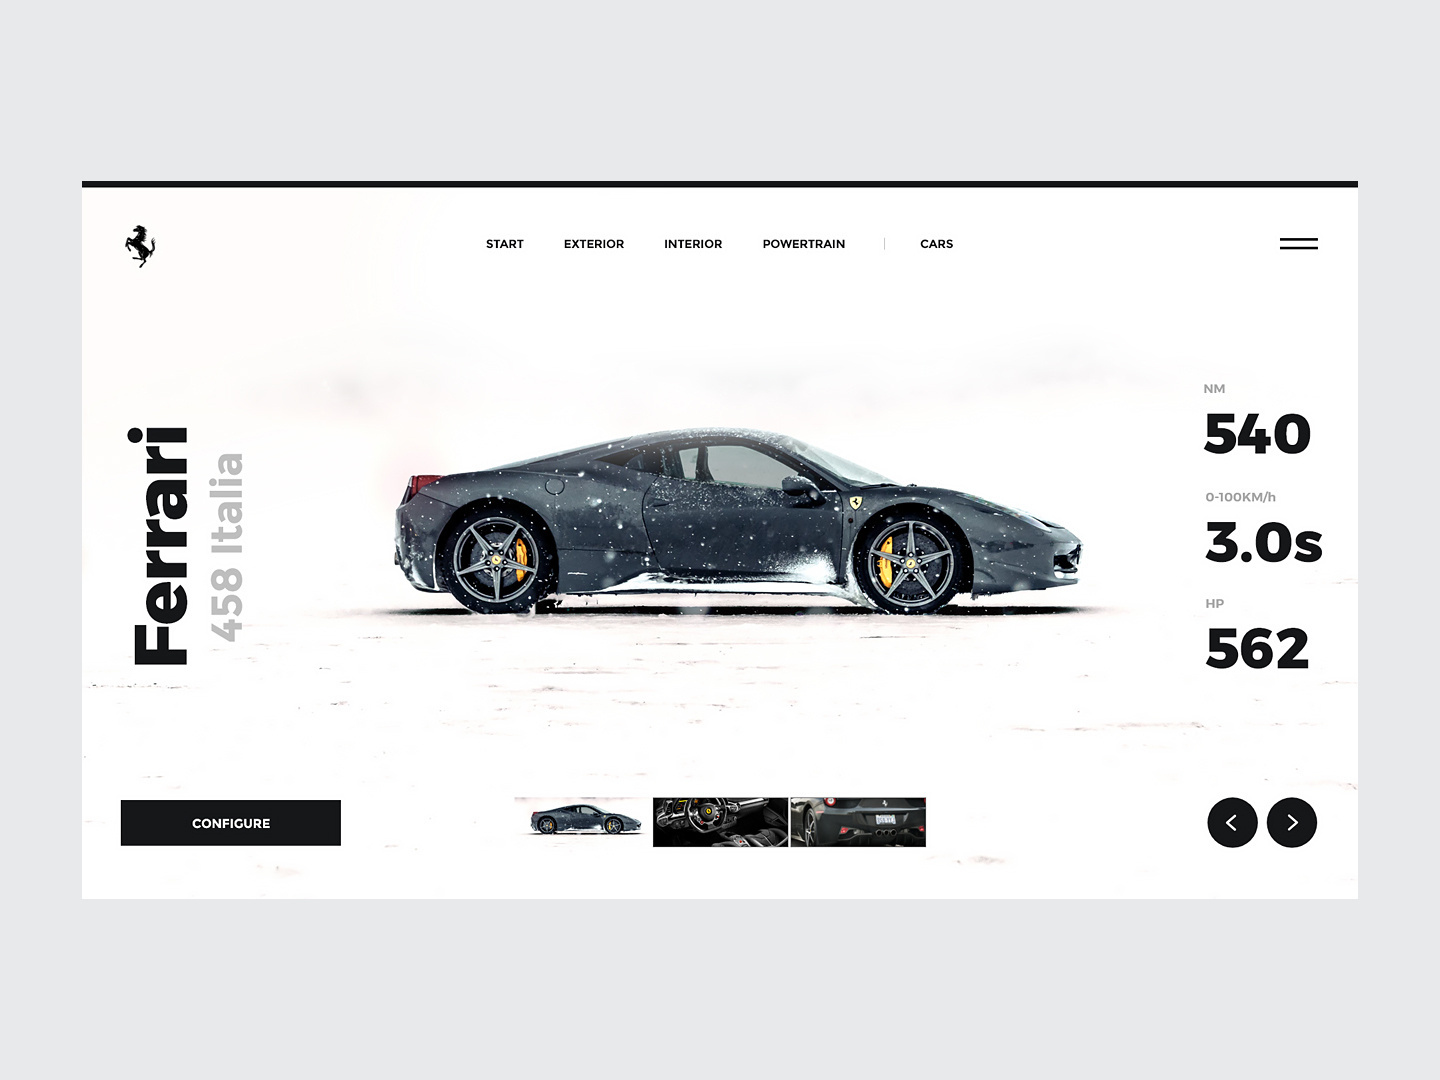 START EXTERIOR INTERIOR POWERTRAIN CARS
Ferrari
458 Italia
NM
540
0-100KM/h
3.0s
HP
562
CONFIGURE